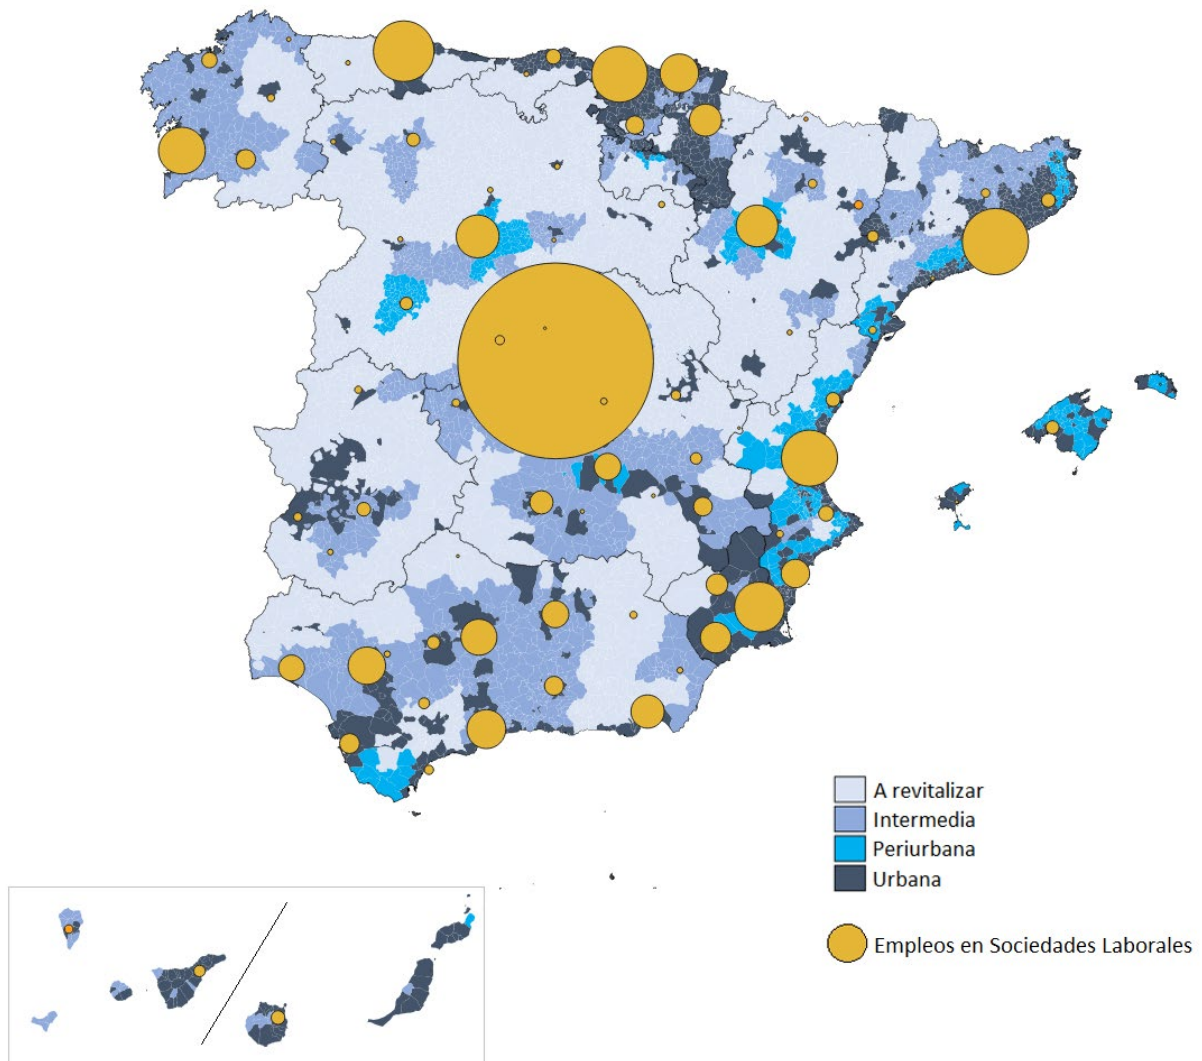 A revitalizar
Intermedia
Periurbana
Urbana
Empleos en Sociedades Laborales